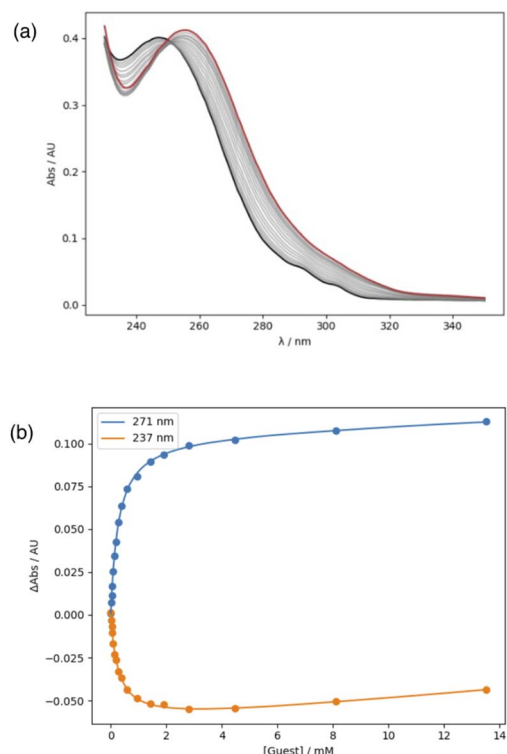 (a)
0.4
0.3
0.2
0.1
0.0
Abs / AU
240 260 280 300 320 340
λ / nm
(b)
271 nm
237 nm
0.100
0.075
0.050
0.025
0.000
−0.025
−0.050
ΔAbs / AU
0 2 4 6 8 10 12 14
[Guest] / mM